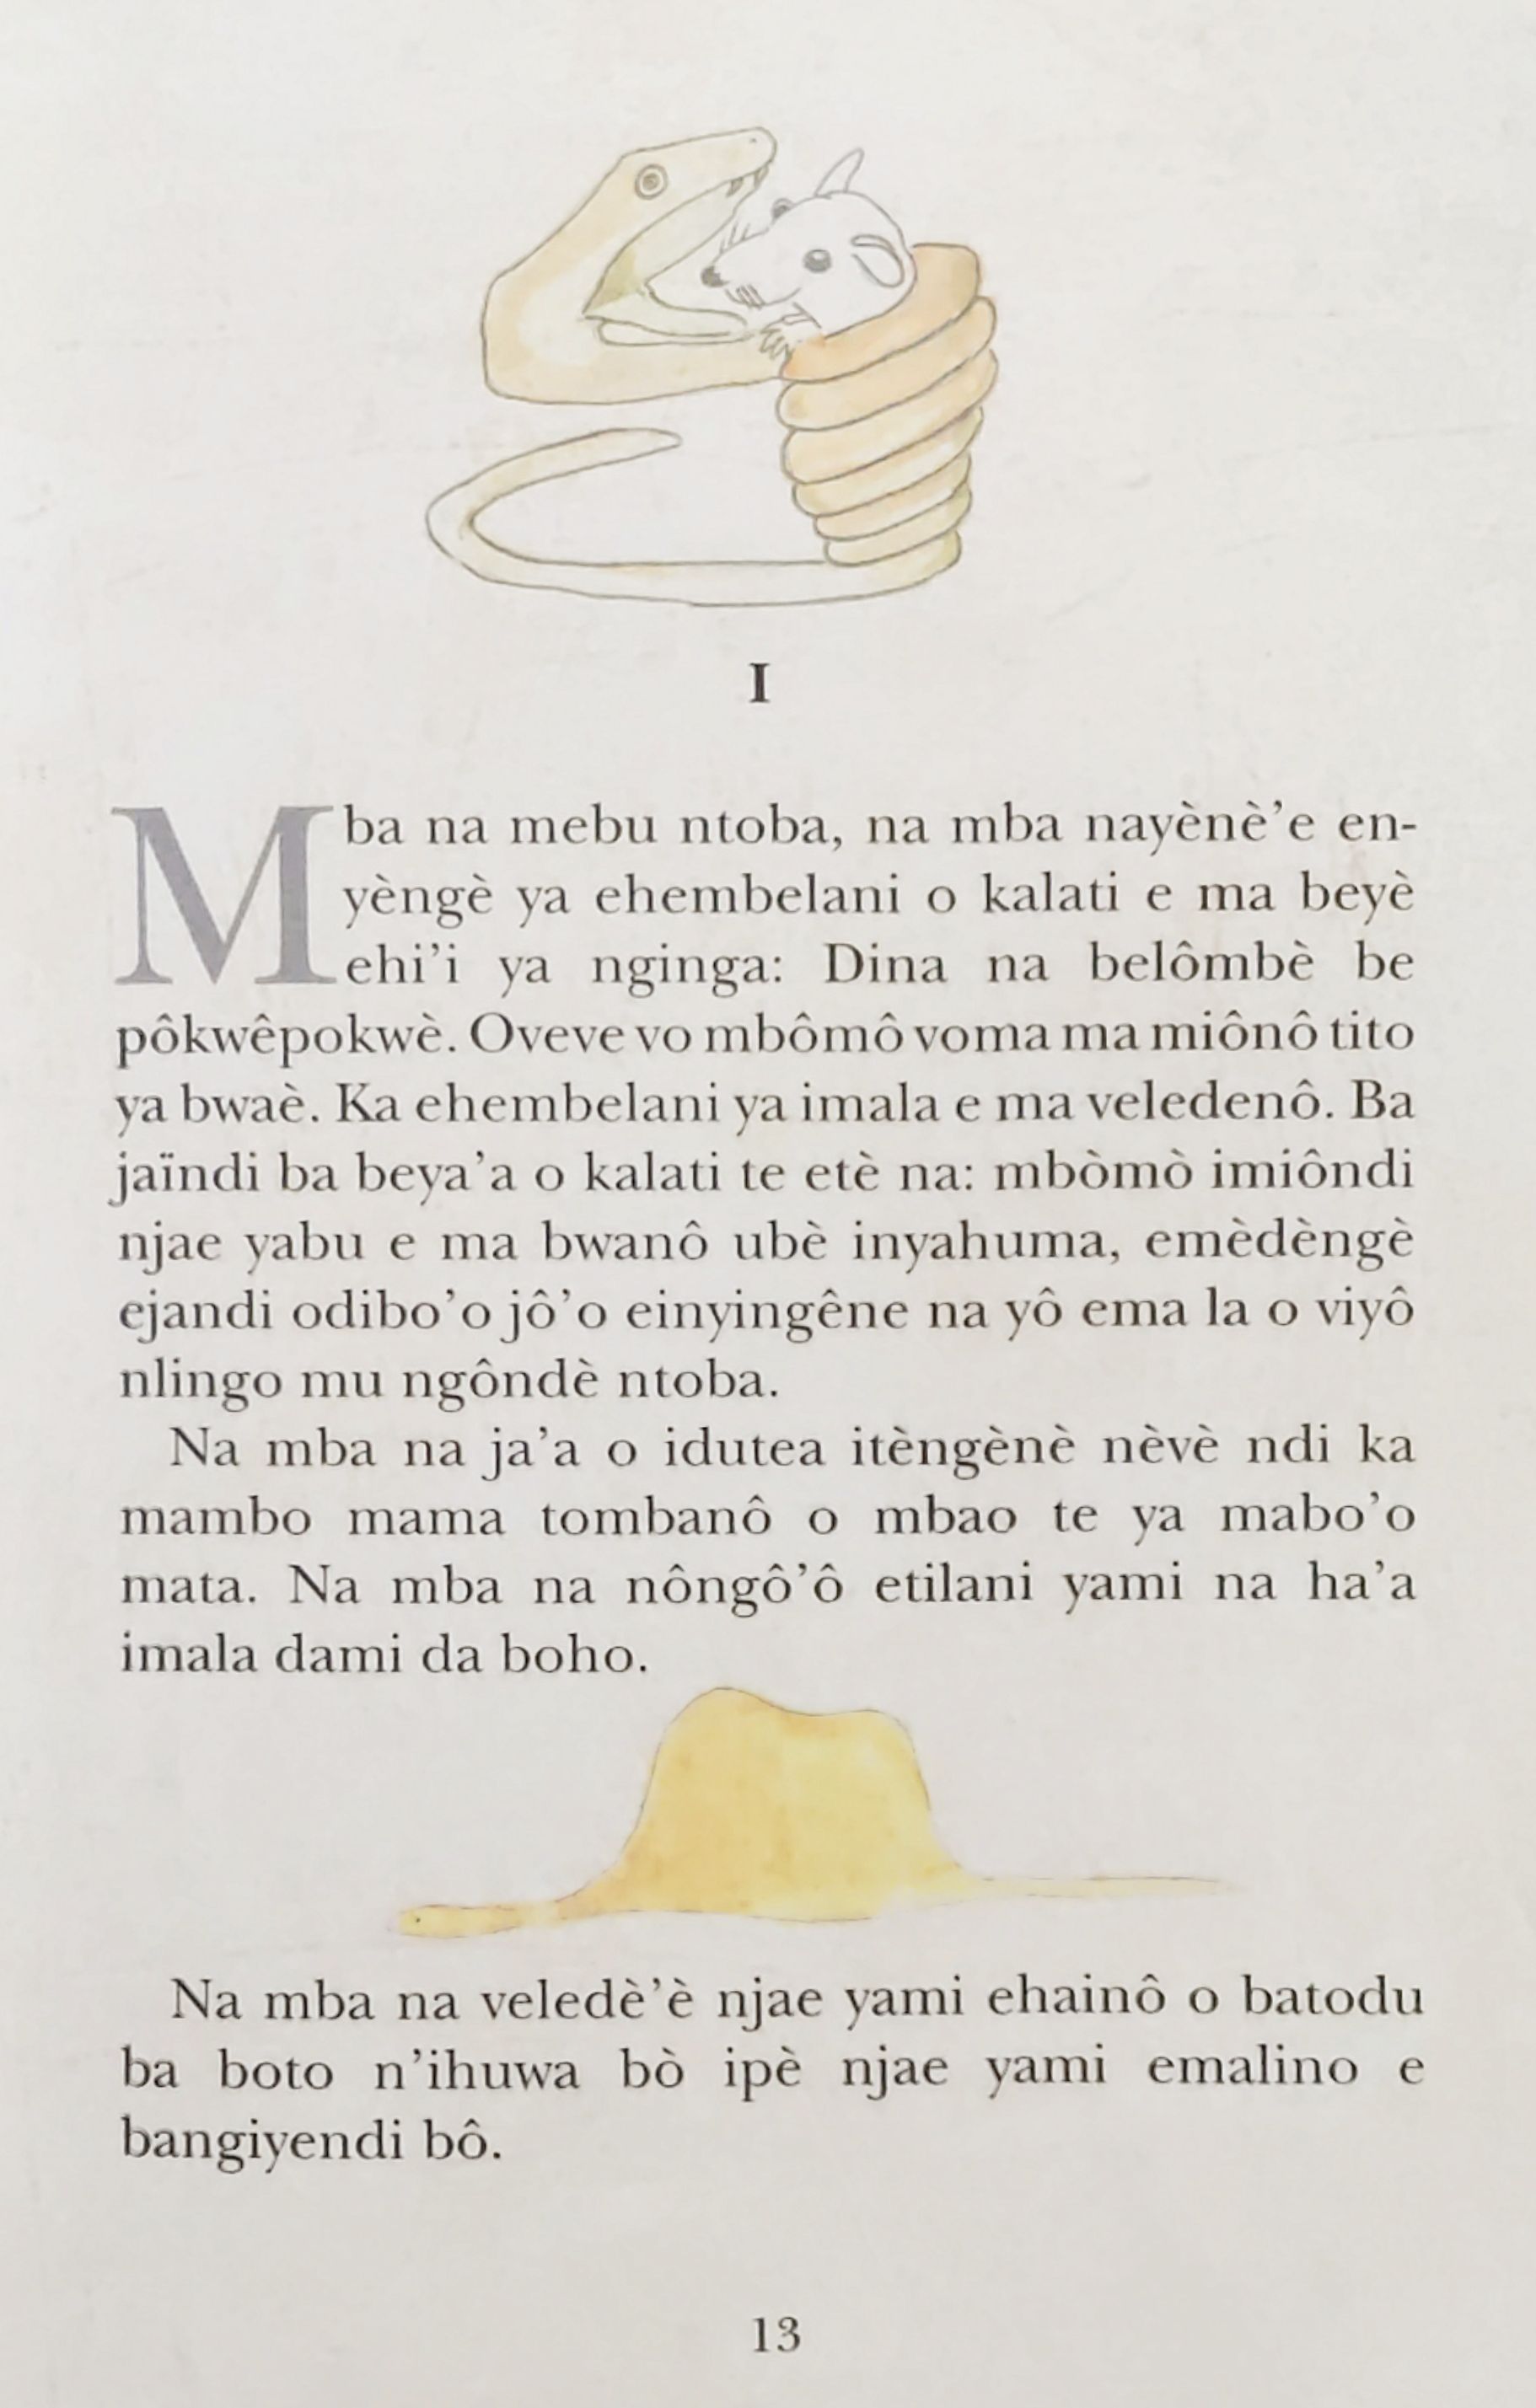 I
Mba na mebu ntoba, na mba nayènè’e en-
yèngè ya ehembelani o kalati e ma beyè
ehi’i ya nginga: Dina na belômbè be
pôkwêpokwè. Oveve vo mbômô voma ma miônô tito
ya bwaè. Ka ehembelani ya imala e ma veledenô. Ba
jaïndi ba beya’a o kalati te etè na: mbòmò imiôndi
njae yabu e ma bwanô ubè inyahuma, emèdèngè
ejandi odibo’o jô’o einyingêne na yô ema la o viyô
nlingo mu ngôndè ntoba.
Na mba na ja’a o idutea itèngènè nèvè ndi ka
mambo mama tombanô o mbao te ya mabo’o
mata. Na mba na nôngô’ô etilani yami na ha’a
imala dami da boho.
Na mba na veledè’è njae yami ehainô o batodu
ba boto n’ihuwa bò ipè njae yami emalino e
bangiyendi bô.
13